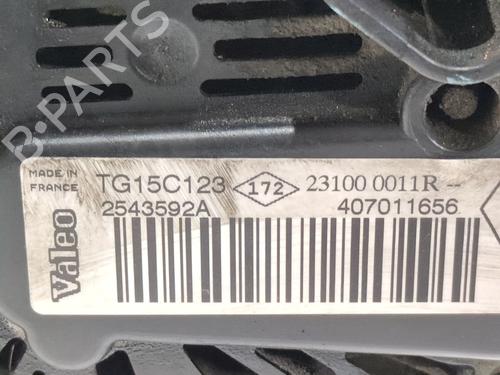 B-PARTS
MADE IN
FRANCE
TG15C123 172 23100 0011R --
2543592A 407011656
Valeo